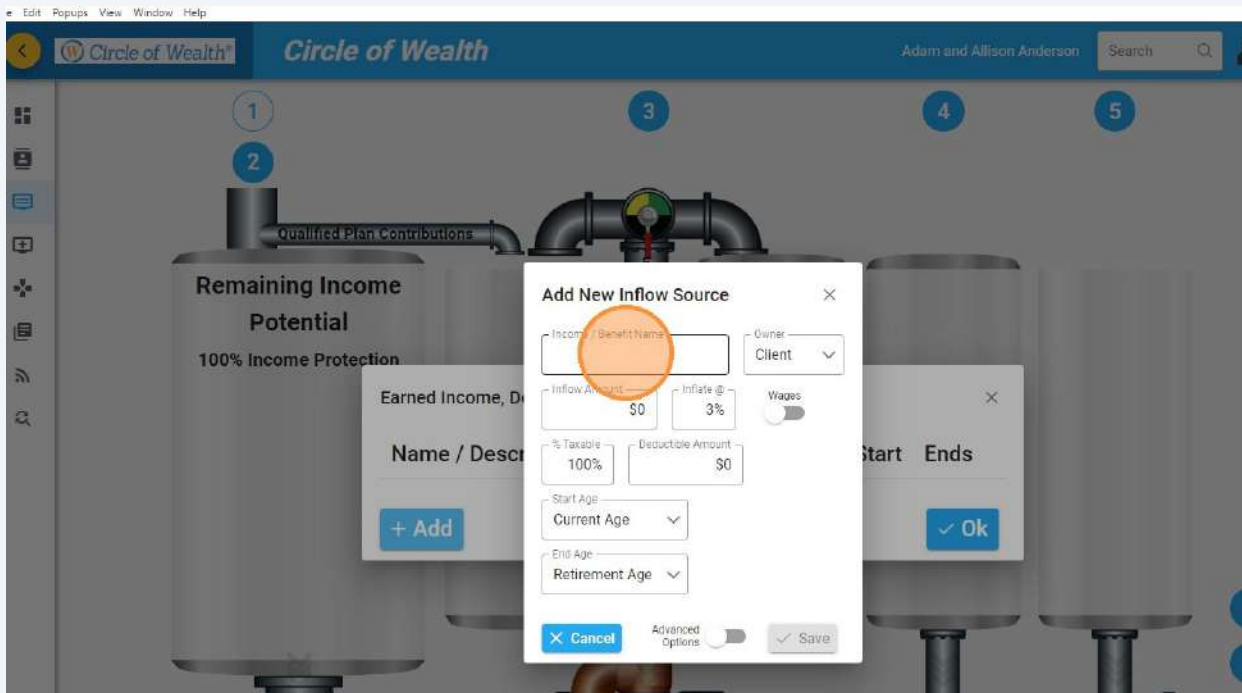 e Edit Popups View Window Help
Circle of Wealth®
Circle of Wealth
Adam and Allison Anderson
Search
1
2
3
4
5
Qualified Plan Contributions
Remaining Income
Potential
100% Income Protection
Earned Income, D
Name / Descr
Start Ends
+ Add
Ok
Add New Inflow Source
Income / Benefit Name
Owner
Client
Inflow Amount
$0
Inflate @
3%
Wages
% Taxable
100%
Deductible Amount
$0
Start Age
Current Age
End Age
Retirement Age
Cancel
Advanced
Options
Save